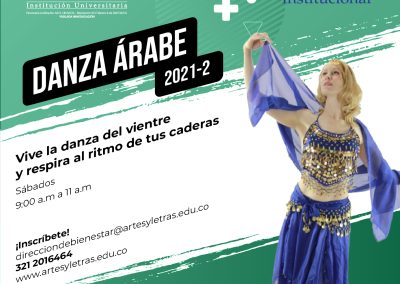 Institución Universitaria
Institucional
DANZA ÁRABE
2021-2
Vive la danza del vientre
y respira al ritmo de tus caderas
Sábados
9:00 a.m a 11 a.m
¡Inscríbete!
direcciondebienestar@artesyletras.edu.co
321 2016464
www.artesyletras.edu.co